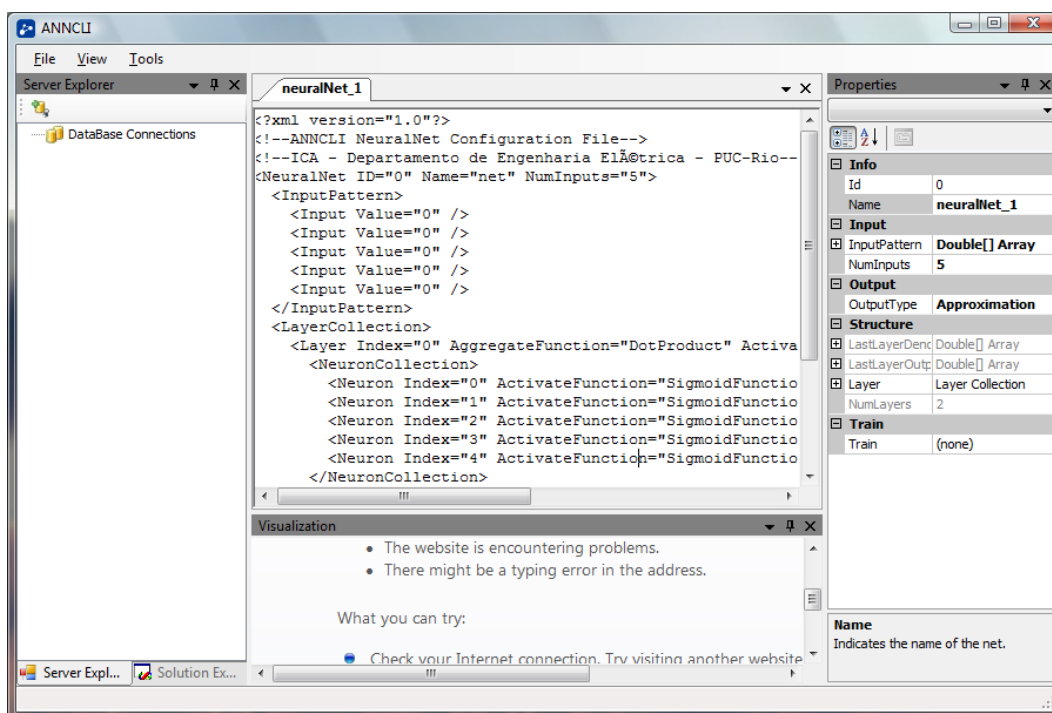 ANNCLI
File View Tools
Server Explorer
DataBase Connections
Server Expl... Solution Ex...
neuralNet_1
<?xml version="1.0"?>
<!--ANNCLI NeuralNet Configuration File-->
<!--ICA - Departamento de Engenharia ElÃ©trica - PUC-Rio--
<NeuralNet ID="0" Name="net" NumInputs="5">
<InputPattern>
<Input Value="0" />
<Input Value="0" />
<Input Value="0" />
<Input Value="0" />
<Input Value="0" />
</InputPattern>
<LayerCollection>
<Layer Index="0" AggregateFunction="DotProduct" Activa
<NeuronCollection>
<Neuron Index="0" ActivateFunction="SigmoidFunctio
<Neuron Index="1" ActivateFunction="SigmoidFunctio
<Neuron Index="2" ActivateFunction="SigmoidFunctio
<Neuron Index="3" ActivateFunction="SigmoidFunctio
<Neuron Index="4" ActivateFunction="SigmoidFunctio
</NeuronCollection>
Visualization
• The website is encountering problems.
• There might be a typing error in the address.
What you can try:
Check your Internet connection. Try visiting another website
Properties
Info
Id 0
Name neuralNet_1
Input
InputPattern Double[] Array
NumInputs 5
Output
OutputType Approximation
Structure
LastLayerDend Double[] Array
LastLayerOutp Double[] Array
Layer Layer Collection
NumLayers 2
Train
Train (none)
Name
Indicates the name of the net.